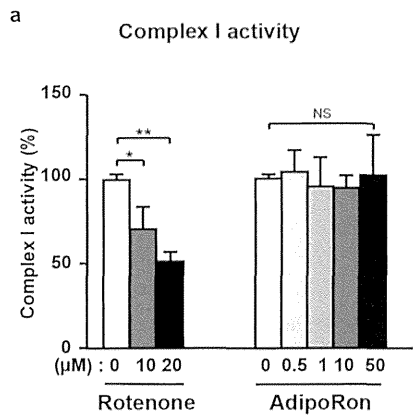 a
Complex I activity
Complex I activity (%)
150
100
50
0
**
*
NS
(µM) : 0 10 20 0 0.5 1 10 50
Rotenone AdipoRon